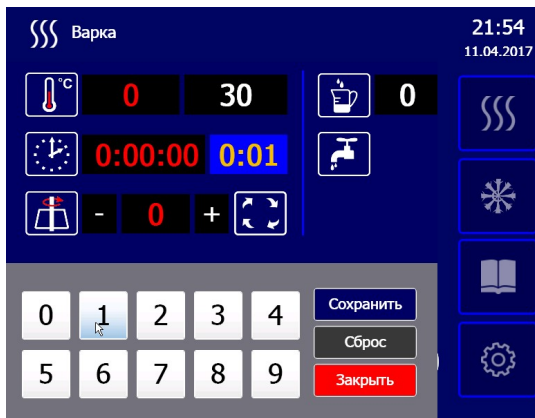 Варка
21:54
11.04.2017
°C
0
30
0
0:00:00
0:01
- 0 +
0 1 2 3 4
Сохранить
Сброс
5 6 7 8 9
Закрыть